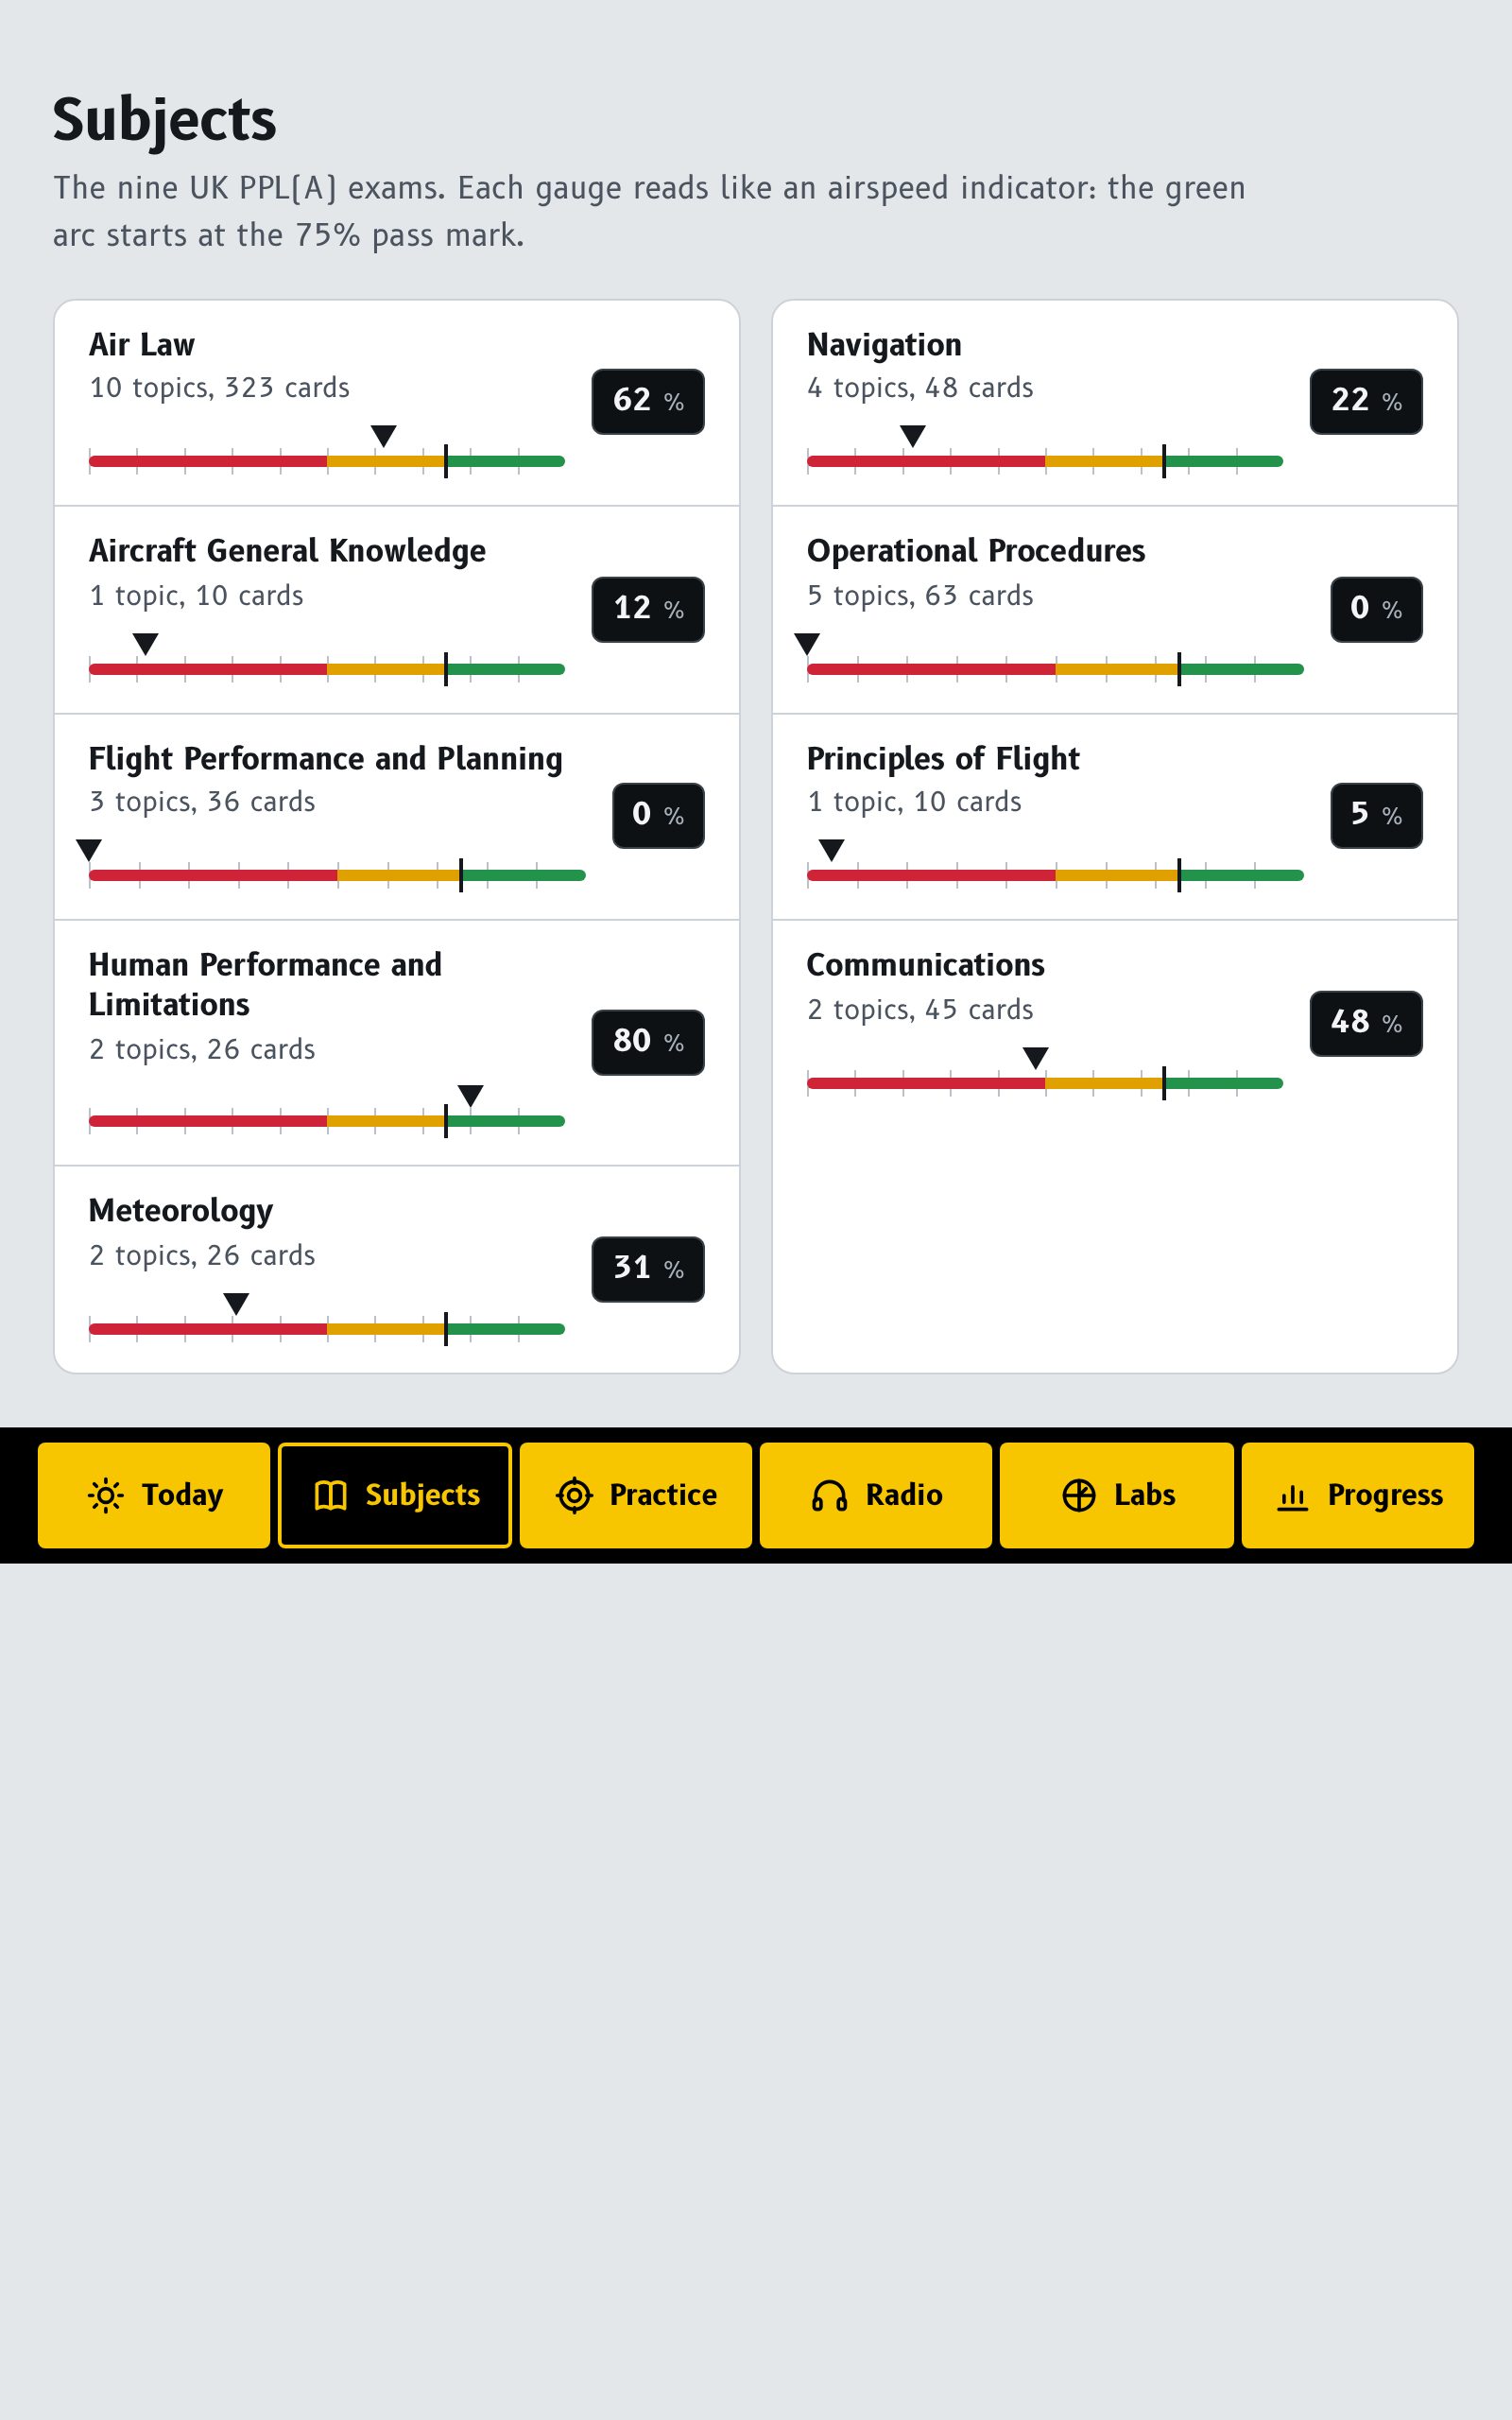 Subjects
The nine UK PPL(A) exams. Each gauge reads like an airspeed indicator: the green
arc starts at the 75% pass mark.
Air Law
10 topics, 323 cards
62 %
Aircraft General Knowledge
1 topic, 10 cards
12 %
Flight Performance and Planning
3 topics, 36 cards
0 %
Human Performance and
Limitations
2 topics, 26 cards
80 %
Meteorology
2 topics, 26 cards
31 %
Navigation
4 topics, 48 cards
22 %
Operational Procedures
5 topics, 63 cards
0 %
Principles of Flight
1 topic, 10 cards
5 %
Communications
2 topics, 45 cards
48 %
Today
Subjects
Practice
Radio
Labs
Progress